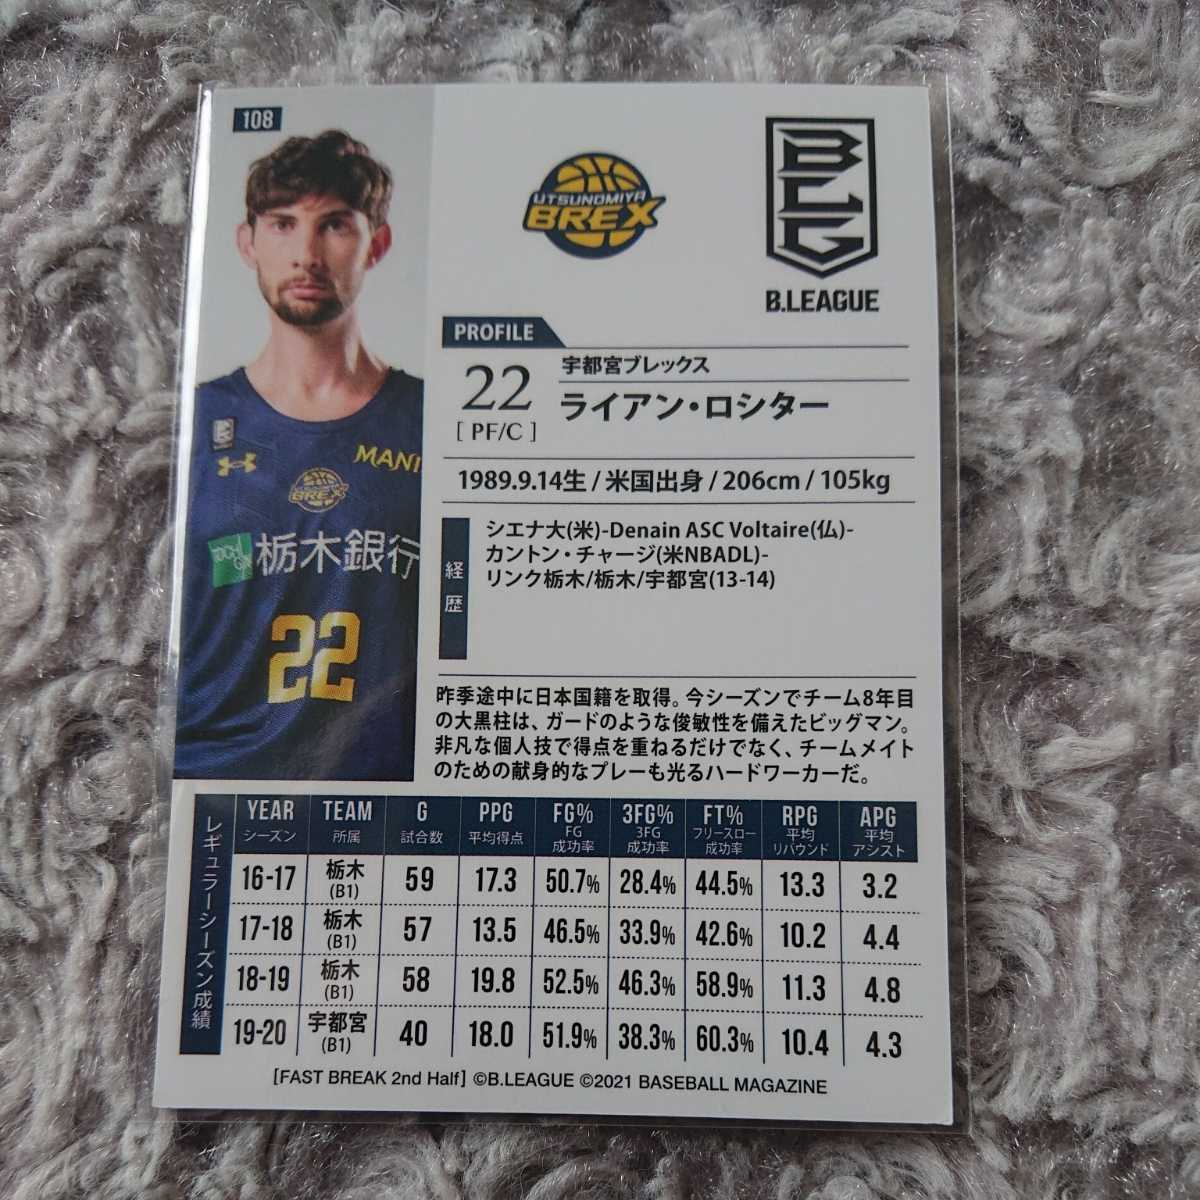 108
UTSUNOMIYA
BREX
BLG
B.LEAGUE
PROFILE
22
[ PF/C ]
宇都宮ブレックス
ライアン・ロシター
1989.9.14生 / 米国出身 / 206cm / 105kg
経歴
シエナ大(米)-Denain ASC Voltaire(仏)-
カントン・チャージ(米NBADL)-
リンク栃木/栃木/宇都宮(13-14)
MANI
BREX
栃木銀行
22
昨季途中に日本国籍を取得。今シーズンでチーム8年目
の大黒柱は、ガードのような俊敏性を備えたビッグマン。
非凡な個人技で得点を重ねるだけでなく、チームメイト
のための献身的なプレーも光るハードワーカーだ。
レギュラーシーズン成績
YEAR TEAM G PPG FG% 3FG% FT% RPG APG
シーズン 所属 試合数 平均得点 FG成功率 3FG成功率 フリースロー成功率 平均リバウンド 平均アシスト
16-17 栃木(B1) 59 17.3 50.7% 28.4% 44.5% 13.3 3.2
17-18 栃木(B1) 57 13.5 46.5% 33.9% 42.6% 10.2 4.4
18-19 栃木(B1) 58 19.8 52.5% 46.3% 58.9% 11.3 4.8
19-20 宇都宮(B1) 40 18.0 51.9% 38.3% 60.3% 10.4 4.3
[FAST BREAK 2nd Half] ©B.LEAGUE ©2021 BASEBALL MAGAZINE